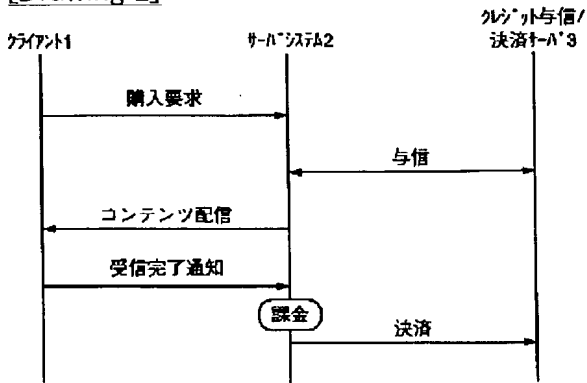 クレジット与信/
クライアント1 サーバシステム2 決済サーバ3
購入要求
与信
コンテンツ配信
受信完了通知
課金
決済